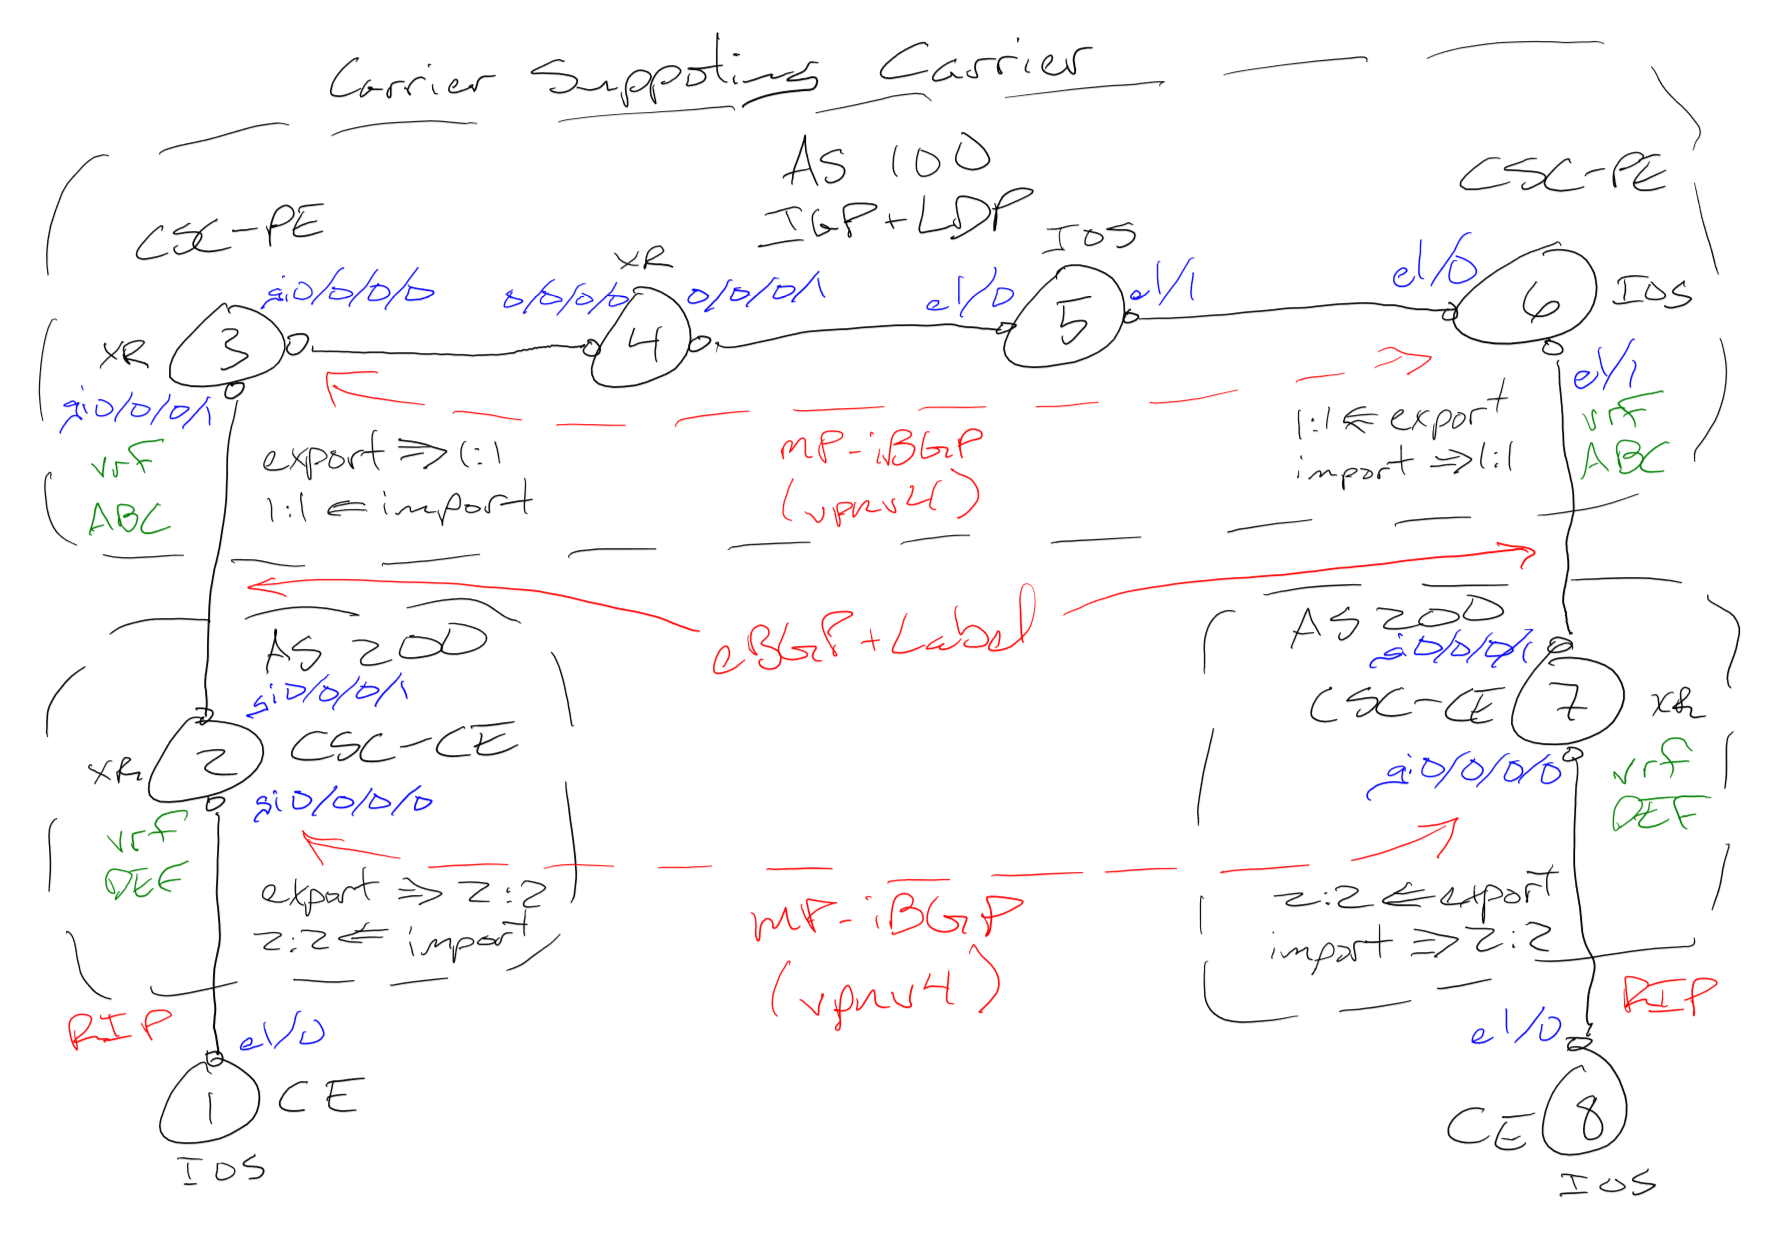 Carrier Suppoting Carrier
AS 100
IGP+LDP
CSC-PE
CSC-PE
gi0/0/0/0
XR
0/0/0/0
0/0/0/1
IOS
e1/0
e1/1
e1/0
IOS
XR
3
4
5
6
gi0/0/0/1
vrf
ABC
export => 1:1
1:1 <= import
MP-iBGP
(vpnv4)
1:1 <= export
import => 1:1
e1/1
vrf
ABC
eBGP+Label
AS 200
gi0/0/0/1
CSC-CE
XR
2
gi0/0/0/0
vrf
DEF
export => 2:2
2:2 <= import
AS 200
gi0/0/0/1
CSC-CE
7
XR
gi0/0/0/0
vrf
DEF
2:2 <= export
import => 2:2
MP-iBGP
(vpnv4)
RIP
e1/0
1
CE
IOS
RIP
e1/0
CE
8
IOS